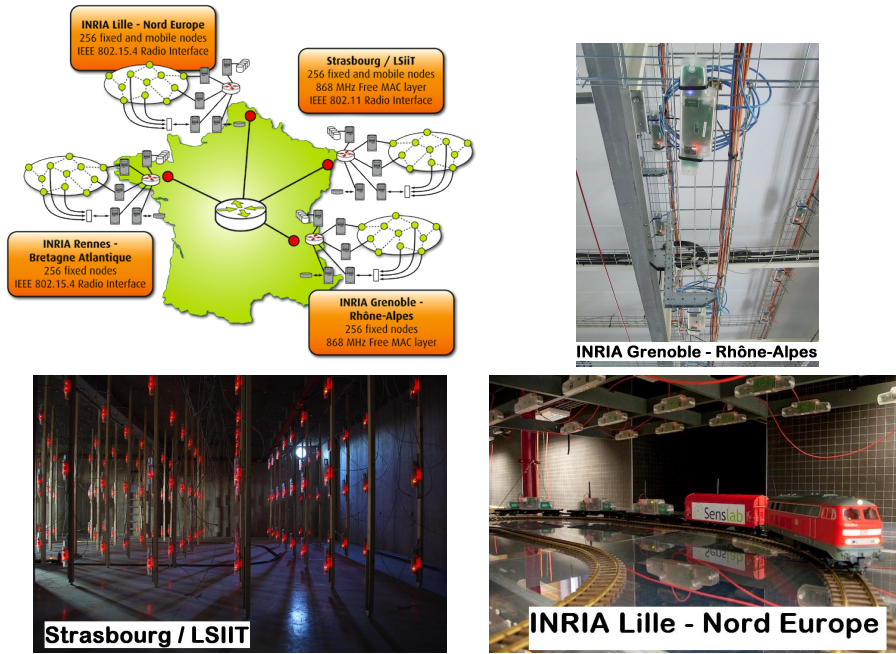 INRIA Lille - Nord Europe
256 fixed and mobile nodes
IEEE 802.15.4 Radio Interface
Strasbourg / LSiiT
256 fixed and mobile nodes
868 MHz Free MAC layer
IEEE 802.11 Radio Interface
INRIA Rennes -
Bretagne Atlantique
256 fixed nodes
IEEE 802.15.4 Radio Interface
INRIA Grenoble -
Rhône-Alpes
256 fixed nodes
868 MHz Free MAC layer
INRIA Grenoble - Rhône-Alpes
Strasbourg / LSIIT
Senslab
INRIA Lille - Nord Europe